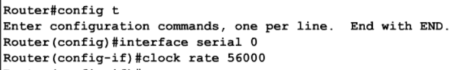 Router#config t
Enter configuration commands, one per line.  End with END.
Router(config)#interface serial 0
Router(config-if)#clock rate 56000